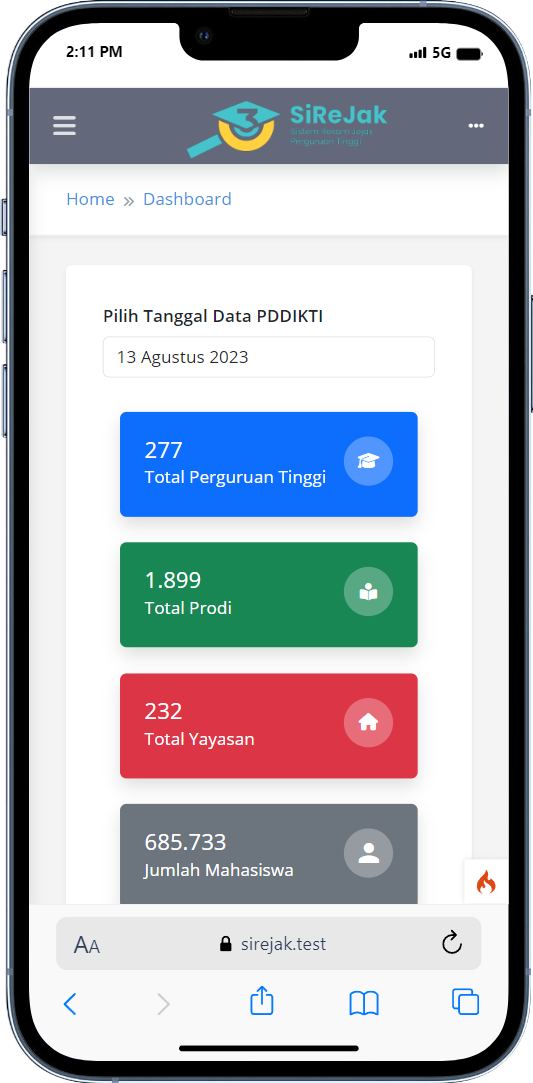 2:11 PM
5G
3
SiReJak
Sistem Rekam Jejak
Perguruan Tinggi
Home » Dashboard
Pilih Tanggal Data PDDIKTI
13 Agustus 2023
277
Total Perguruan Tinggi
1.899
Total Prodi
232
Total Yayasan
685.733
Jumlah Mahasiswa
AA
sirejak.test